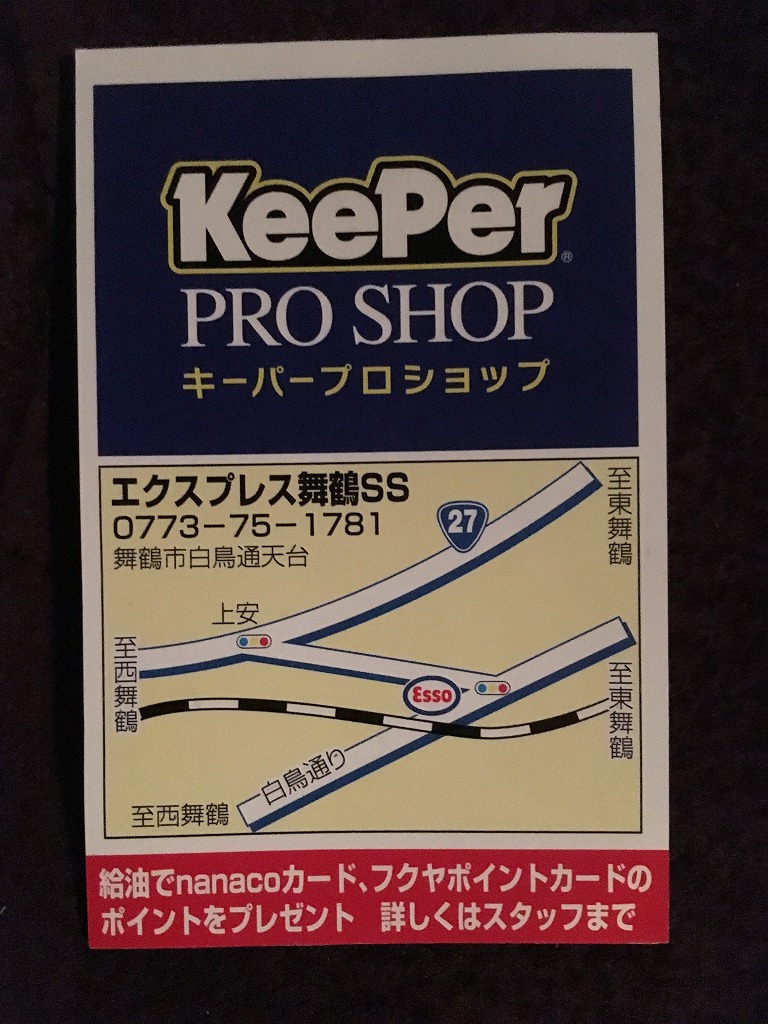 KeePer®
PRO SHOP
キーパープロショップ
エクスプレス舞鶴SS
0773-75-1781
舞鶴市白鳥通天台
27
至東舞鶴
上安
至西舞鶴
Esso
至東舞鶴
白鳥通り
至西舞鶴
給油でnanacoカード、フクヤポイントカードの
ポイントをプレゼント 詳しくはスタッフまで